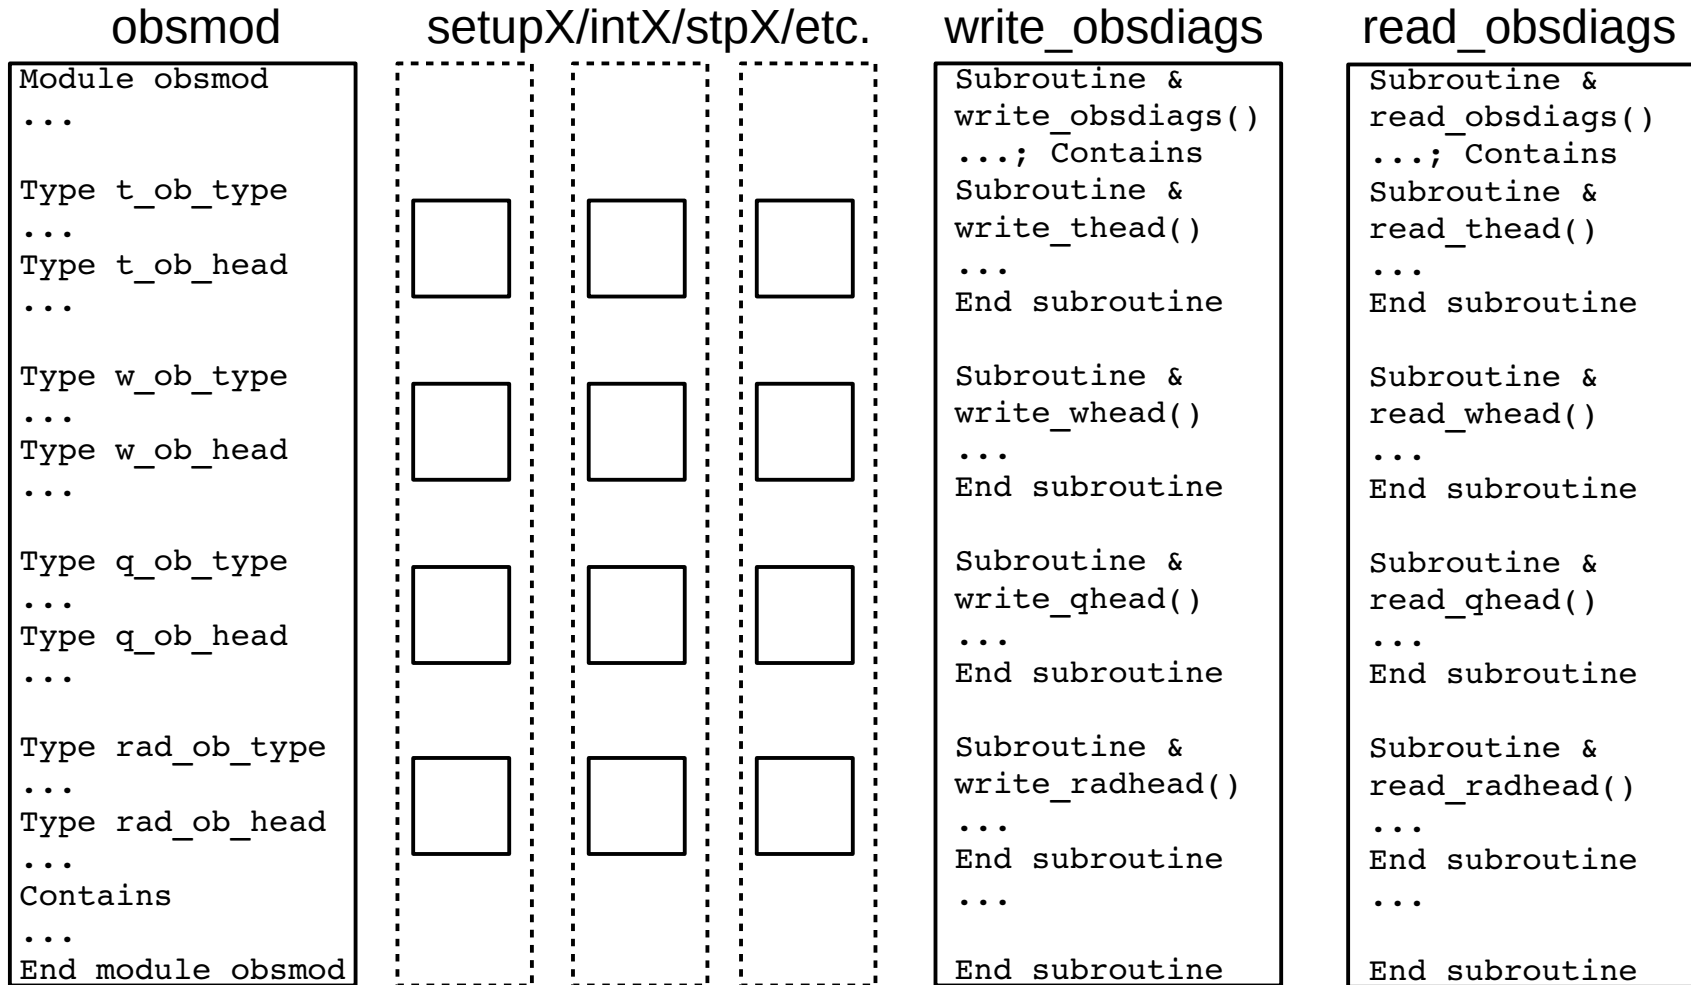 obsmod
Module obsmod
...
Type t_ob_type
...
Type t_ob_head
...
Type w_ob_type
...
Type w_ob_head
...
Type q_ob_type
...
Type q_ob_head
...
Type rad_ob_type
...
Type rad_ob_head
...
Contains
...
End module obsmod
setupX/intX/stpX/etc.
write_obsdiags
Subroutine &
write_obsdiags()
...; Contains
Subroutine &
write_thead()
...
End subroutine
Subroutine &
write_whead()
...
End subroutine
Subroutine &
write_qhead()
...
End subroutine
Subroutine &
write_radhead()
...
End subroutine
...
End subroutine
read_obsdiags
Subroutine &
read_obsdiags()
...; Contains
Subroutine &
read_thead()
...
End subroutine
Subroutine &
read_whead()
...
End subroutine
Subroutine &
read_qhead()
...
End subroutine
Subroutine &
read_radhead()
...
End subroutine
...
End subroutine